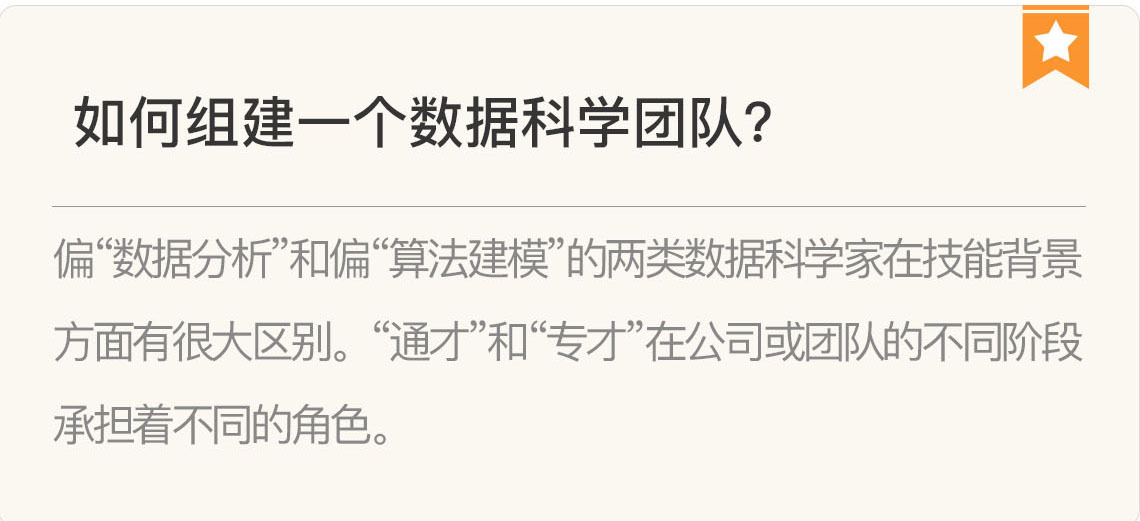 如何组建一个数据科学团队?
偏“数据分析”和偏“算法建模”的两类数据科学家在技能背景
方面有很大区别。“通才”和“专才”在公司或团队的不同阶段
承担着不同的角色。